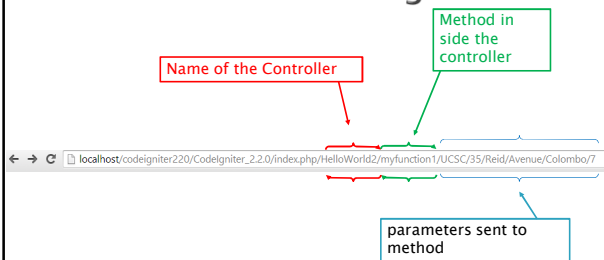 Method in
side the
controller
Name of the Controller
localhost/codeigniter220/CodeIgniter_2.2.0/index.php/HelloWorld2/myfunction1/UCSC/35/Reid/Avenue/Colombo/7
parameters sent to
method